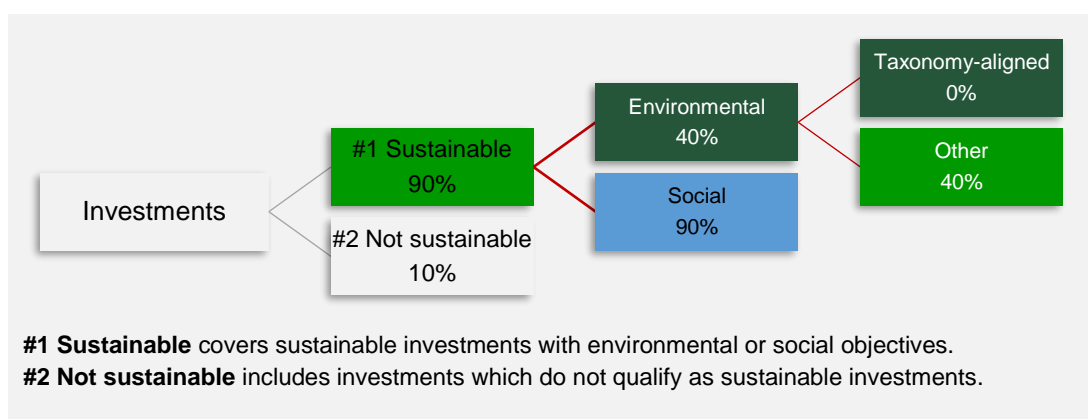 Investments
#1 Sustainable
90%
#2 Not sustainable
10%
Environmental
40%
Social
90%
Taxonomy-aligned
0%
Other
40%
#1 Sustainable covers sustainable investments with environmental or social objectives.
#2 Not sustainable includes investments which do not qualify as sustainable investments.